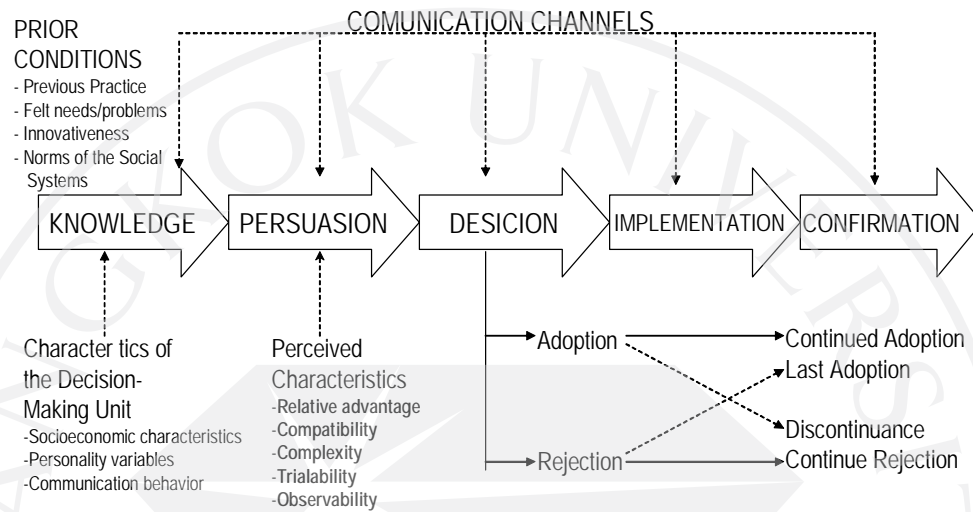 COMUNICATION CHANNELS
PRIOR
CONDITIONS
- Previous Practice
- Felt needs/problems
- Innovativeness
- Norms of the Social
Systems
KNOWLEDGE
PERSUASION
DESICION
IMPLEMENTATION
CONFIRMATION
Character tics of
the Decision-
Making Unit
-Socioeconomic characteristics
-Personality variables
-Communication behavior
Perceived
Characteristics
-Relative advantage
-Compatibility
-Complexity
-Trialability
-Observability
Adoption
Rejection
Continued Adoption
Last Adoption
Discontinuance
Continue Rejection
NGKOK UNIVERS